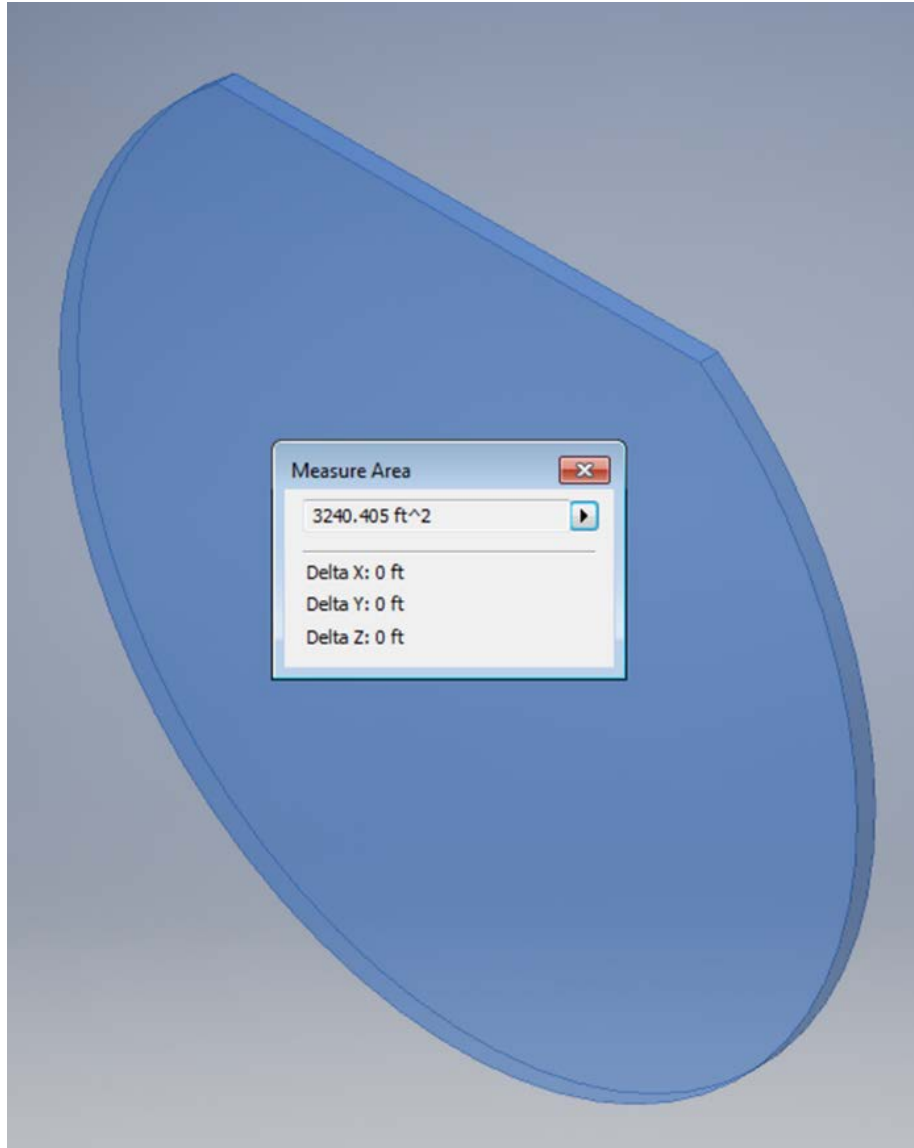 Measure Area
3240.405 ft^2
Delta X: 0 ft
Delta Y: 0 ft
Delta Z: 0 ft